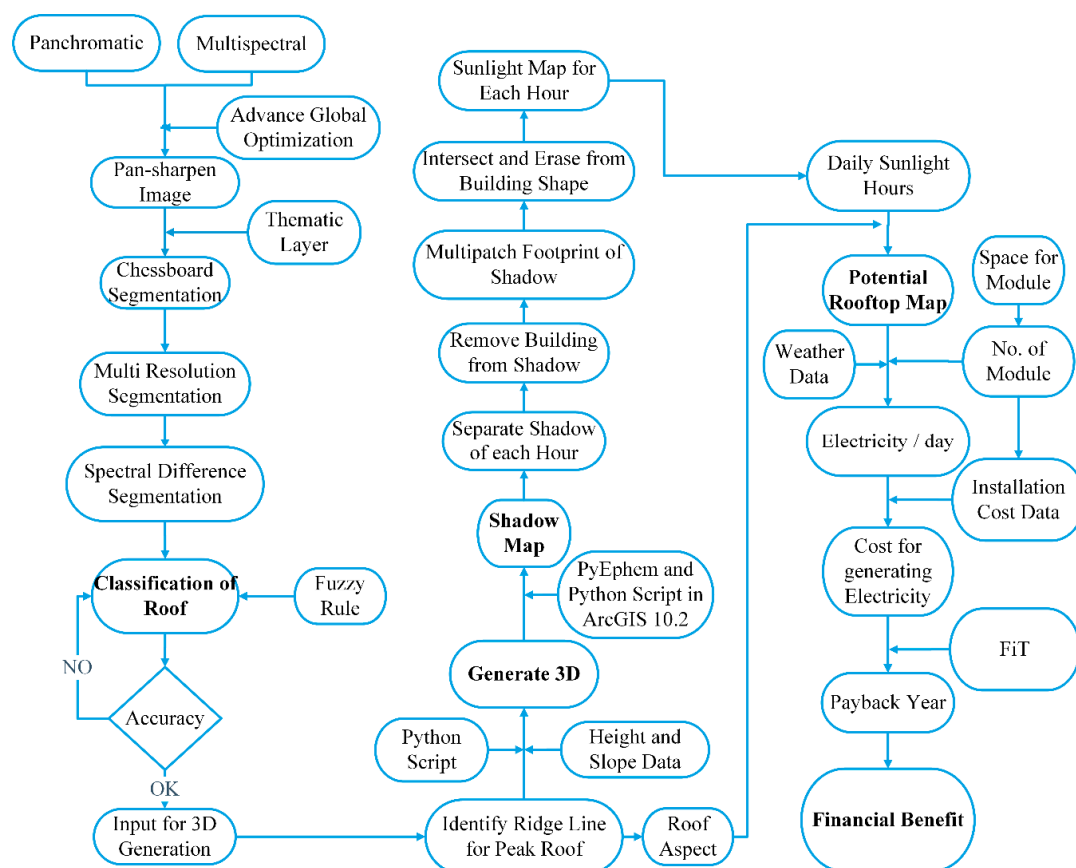 Panchromatic
Multispectral
Advance Global
Optimization
Pan-sharpen
Image
Thematic
Layer
Chessboard
Segmentation
Multi Resolution
Segmentation
Spectral Difference
Segmentation
Classification of
Roof
Fuzzy
Rule
NO
Accuracy
OK
Input for 3D
Generation
Identify Ridge Line
for Peak Roof
Roof
Aspect
Python
Script
Height and
Slope Data
Generate 3D
PyEphem and
Python Script in
ArcGIS 10.2
Shadow
Map
Separate Shadow
of each Hour
Remove Building
from Shadow
Multipatch Footprint of
Shadow
Intersect and Erase from
Building Shape
Sunlight Map for
Each Hour
Daily Sunlight
Hours
Potential
Rooftop Map
Space for
Module
Weather
Data
No. of
Module
Electricity / day
Installation
Cost Data
Cost for
generating
Electricity
FiT
Payback Year
Financial Benefit